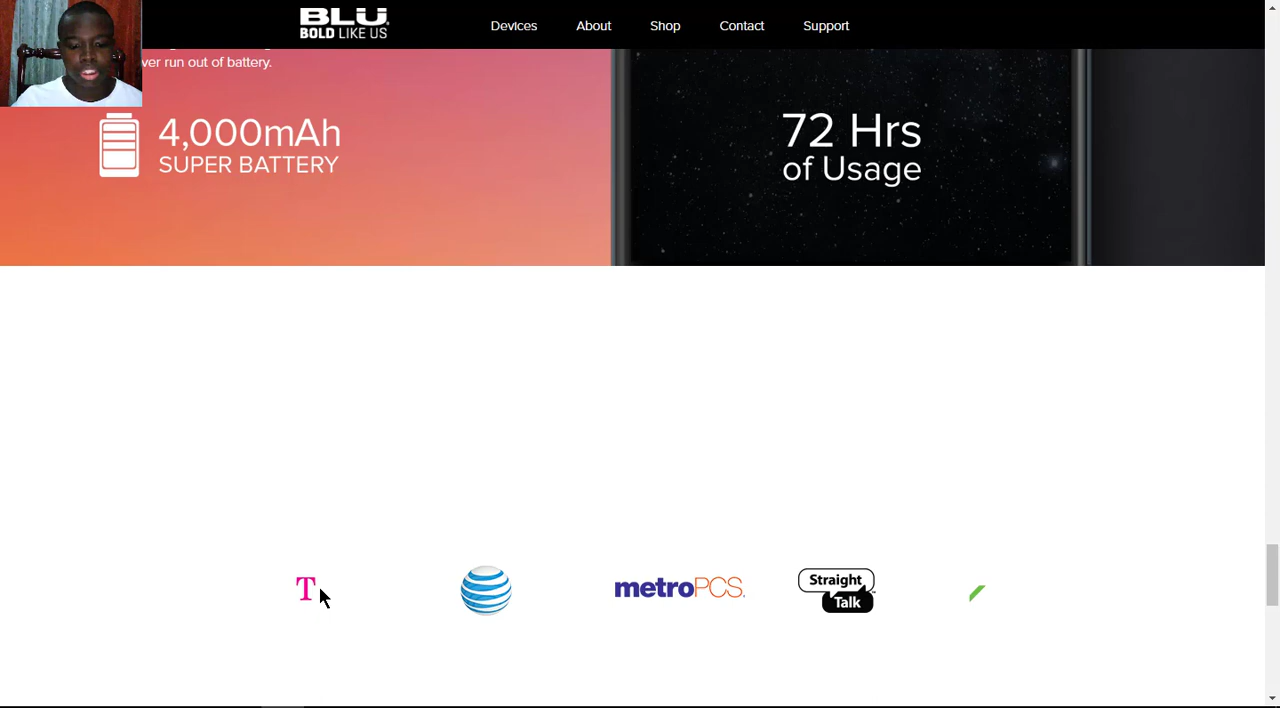 BLU
BOLD LIKE US
Devices
About
Shop
Contact
Support
ver run out of battery.
4,000mAh
SUPER BATTERY
72 Hrs
of Usage
T
metroPCS.
Straight
Talk